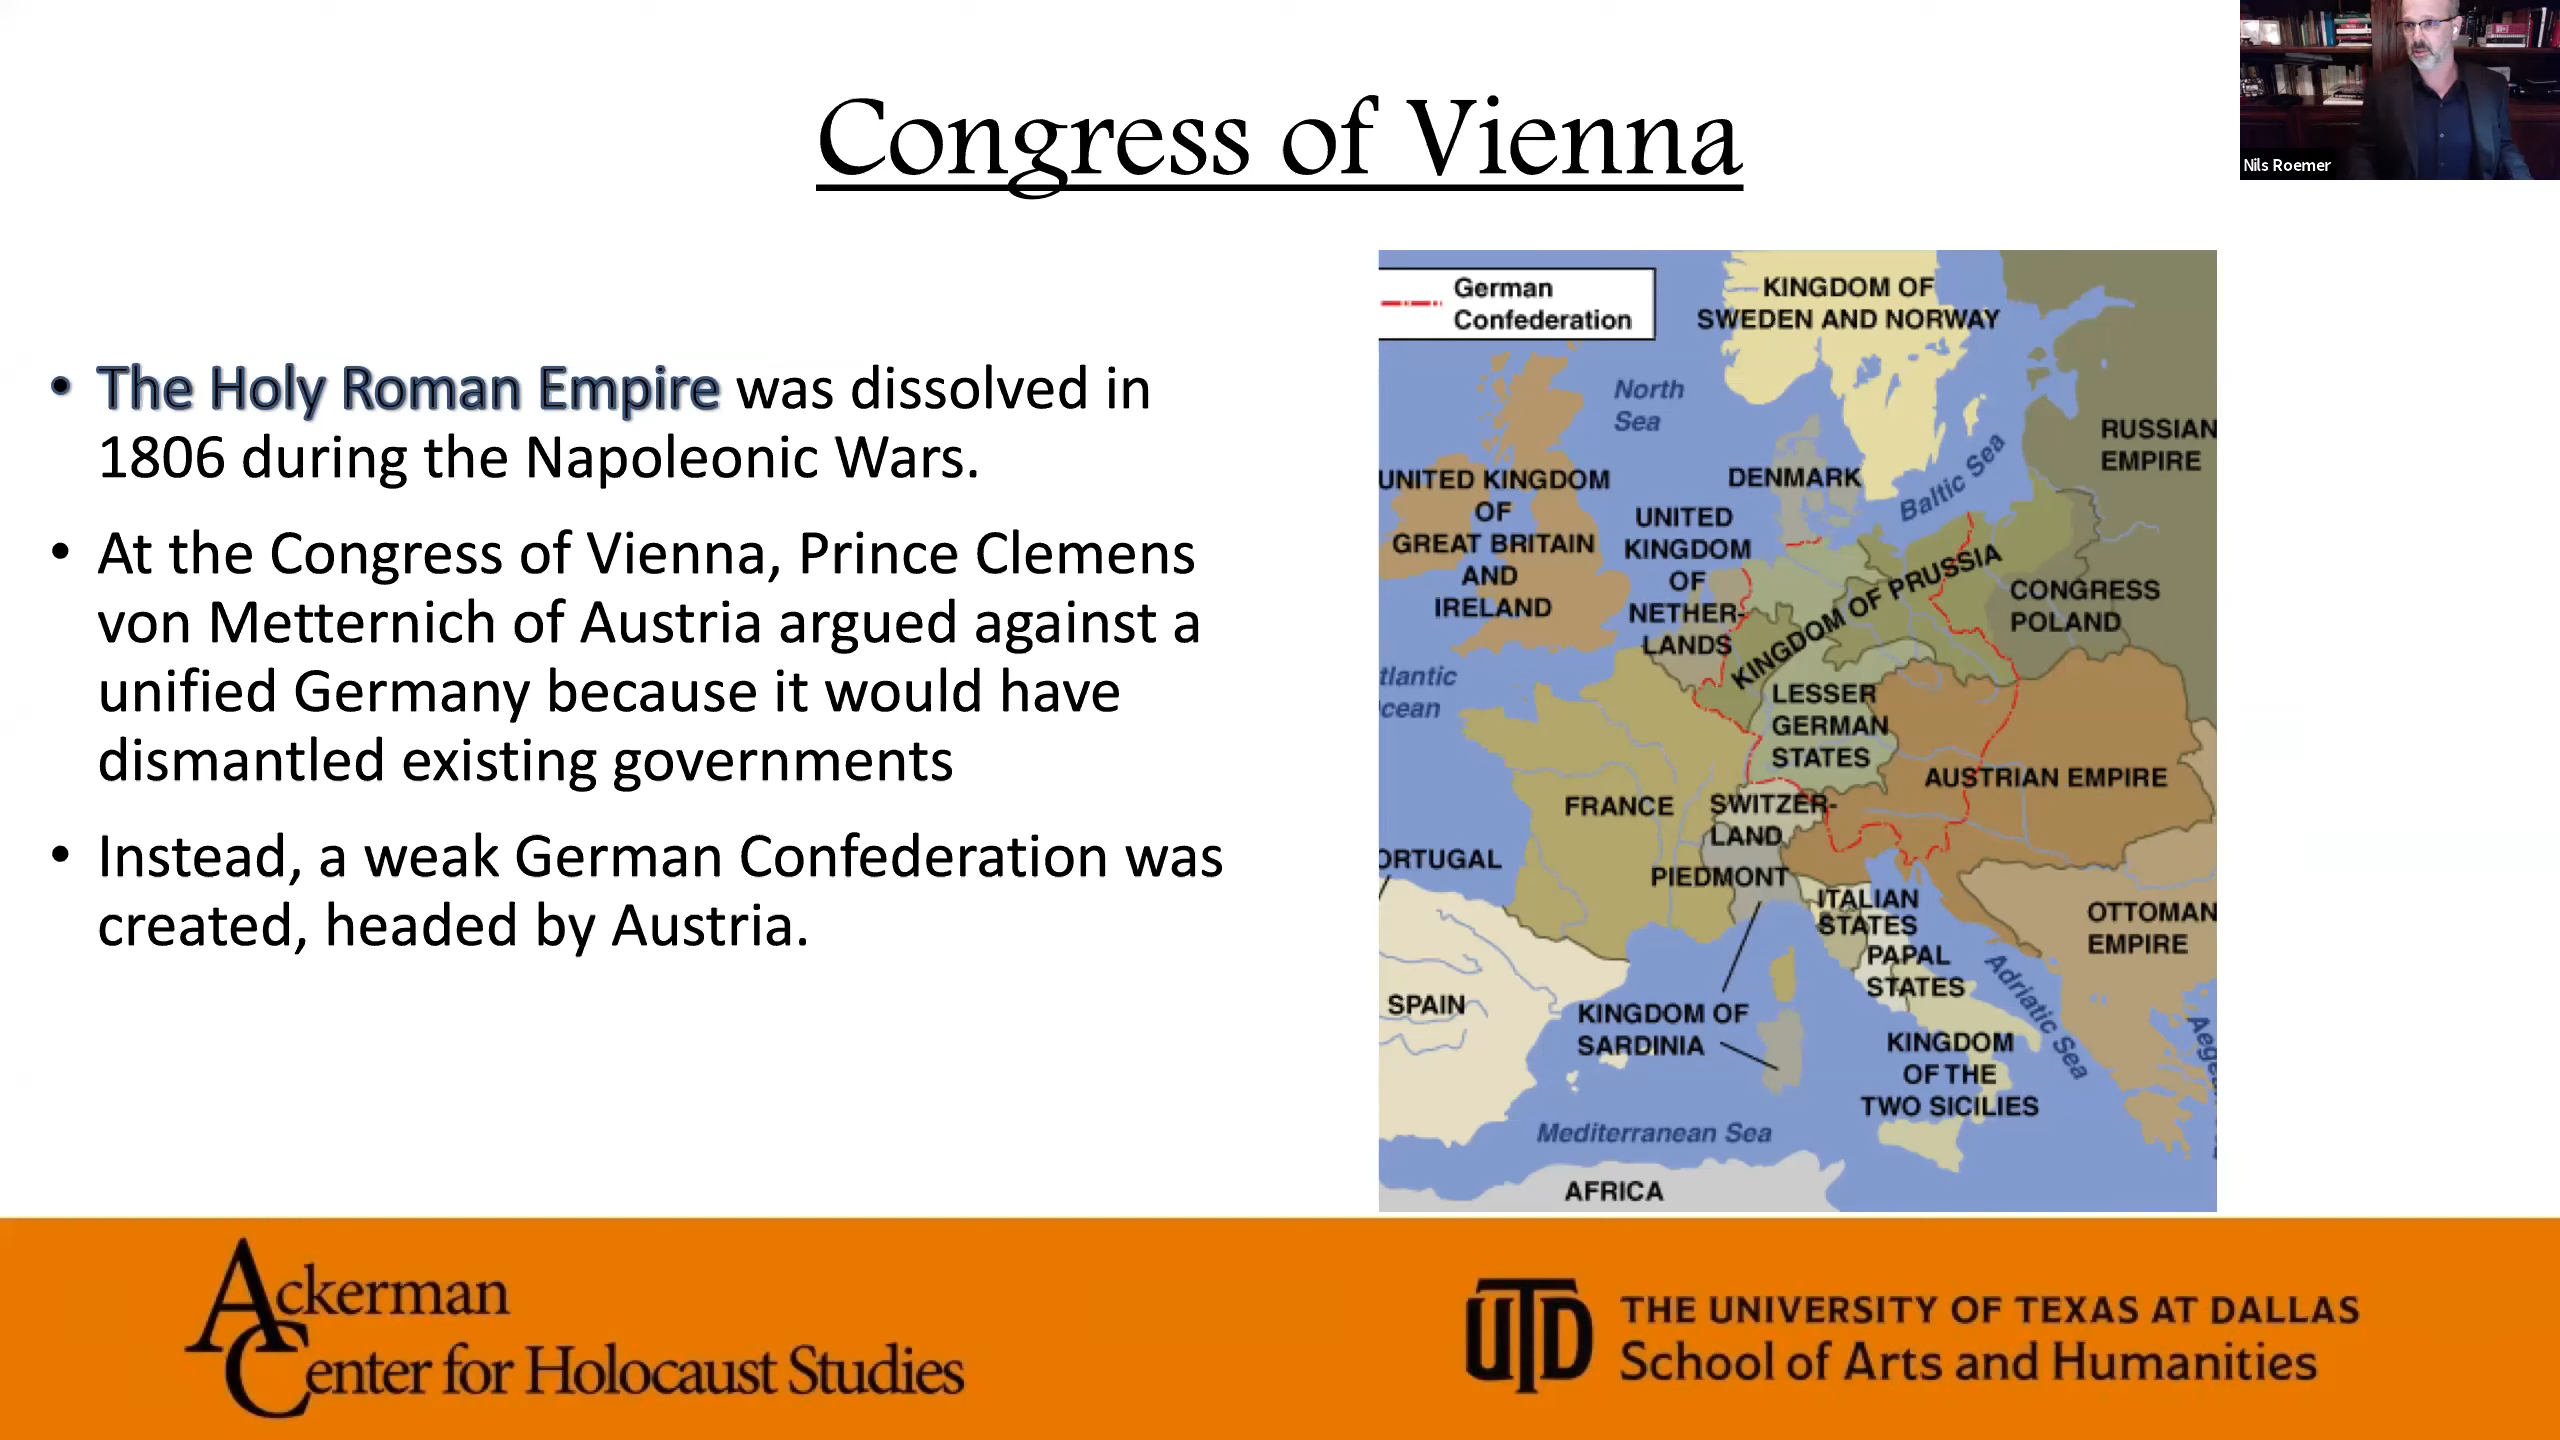 Congress of Vienna
Nils Roemer
• The Holy Roman Empire was dissolved in
1806 during the Napoleonic Wars.
• At the Congress of Vienna, Prince Clemens
von Metternich of Austria argued against a
unified Germany because it would have
dismantled existing governments
• Instead, a weak German Confederation was
created, headed by Austria.
German
Confederation
KINGDOM OF
SWEDEN AND NORWAY
North
Sea
RUSSIAN
EMPIRE
UNITED KINGDOM
OF
GREAT BRITAIN
AND
IRELAND
DENMARK
Baltic Sea
UNITED
KINGDOM
OF
NETHER-
LANDS
KINGDOM OF PRUSSIA
CONGRESS
POLAND
tlantic
cean
LESSER
GERMAN
STATES
AUSTRIAN EMPIRE
FRANCE
SWITZER-
LAND
ORTUGAL
PIEDMONT
ITALIAN
STATES
OTTOMAN
EMPIRE
PAPAL
STATES
Adriatic Sea
SPAIN
KINGDOM OF
SARDINIA
KINGDOM
OF THE
TWO SICILIES
Aege
Mediterranean Sea
AFRICA
Ackerman
Center for Holocaust Studies
UTD
THE UNIVERSITY OF TEXAS AT DALLAS
School of Arts and Humanities